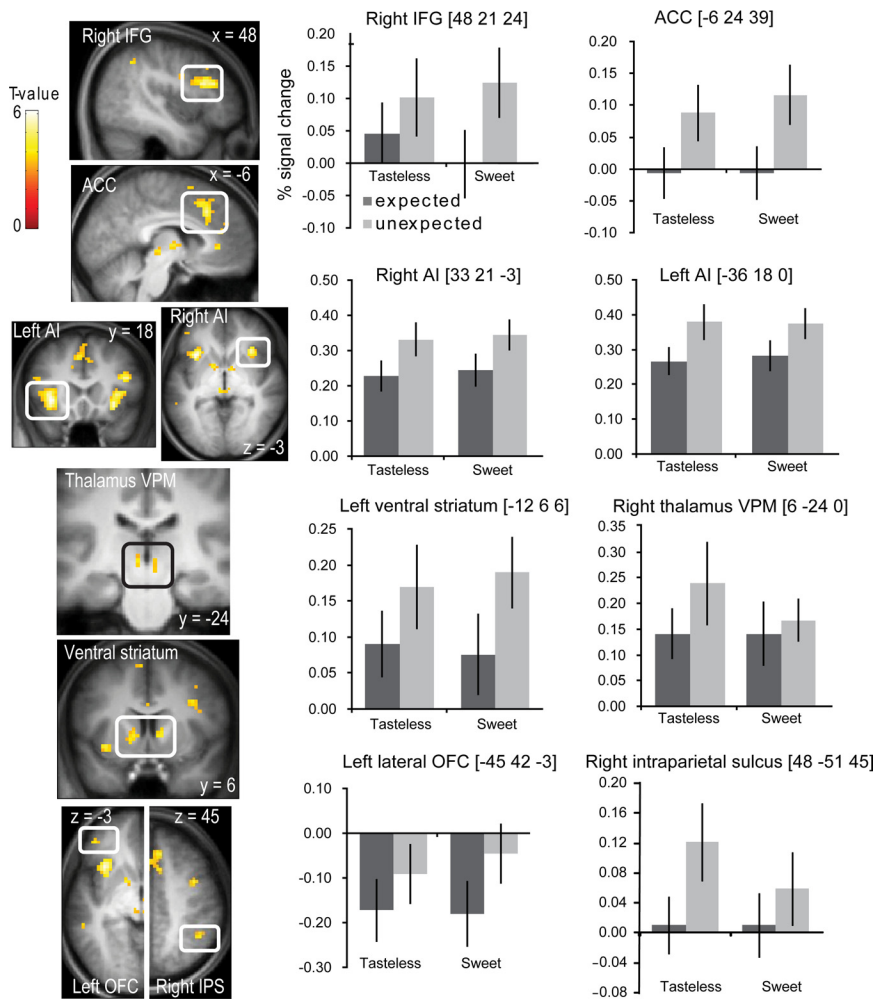 Right IFG
x = 48
T-value
6
0
ACC
x = -6
Left AI
y = 18
Right AI
z = -3
Thalamus VPM
y = -24
Ventral striatum
y = 6
z = -3
z = 45
Left OFC
Right IPS
Right IFG [48 21 24]
% signal change
0.20
0.15
0.10
0.05
0.00
-0.05
-0.10
Tasteless
Sweet
expected
unexpected
ACC [-6 24 39]
0.20
0.15
0.10
0.05
0.00
-0.05
-0.10
Tasteless
Sweet
Right AI [33 21 -3]
0.50
0.40
0.30
0.20
0.10
0.00
Tasteless
Sweet
Left AI [-36 18 0]
0.50
0.40
0.30
0.20
0.10
0.00
Tasteless
Sweet
Left ventral striatum [-12 6 6]
0.25
0.20
0.15
0.10
0.05
0.00
Tasteless
Sweet
Right thalamus VPM [6 -24 0]
0.35
0.30
0.25
0.20
0.15
0.10
0.05
0.00
Tasteless
Sweet
Left lateral OFC [-45 42 -3]
0.10
0.00
-0.10
-0.20
-0.30
Tasteless
Sweet
Right intraparietal sulcus [48 -51 45]
0.20
0.16
0.12
0.08
0.04
0.00
-0.05
-0.08
Tasteless
Sweet